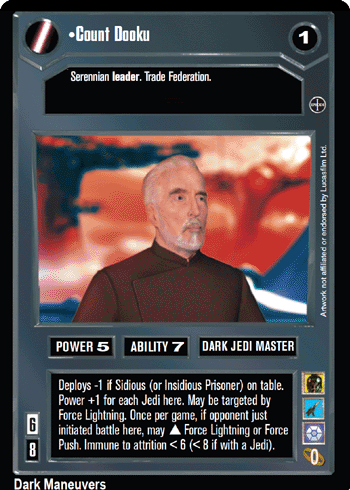 •Count Dooku
1
Serennian leader. Trade Federation.
Artwork not affiliated or endorsed by Lucasfilm Ltd.
POWER 5
ABILITY 7
DARK JEDI MASTER
Deploys -1 if Sidious (or Insidious Prisoner) on table.
Power +1 for each Jedi here. May be targeted by
Force Lightning. Once per game, if opponent just
initiated battle here, may ▲ Force Lightning or Force
Push. Immune to attrition < 6 (< 8 if with a Jedi).
6
8
0
Dark Maneuvers